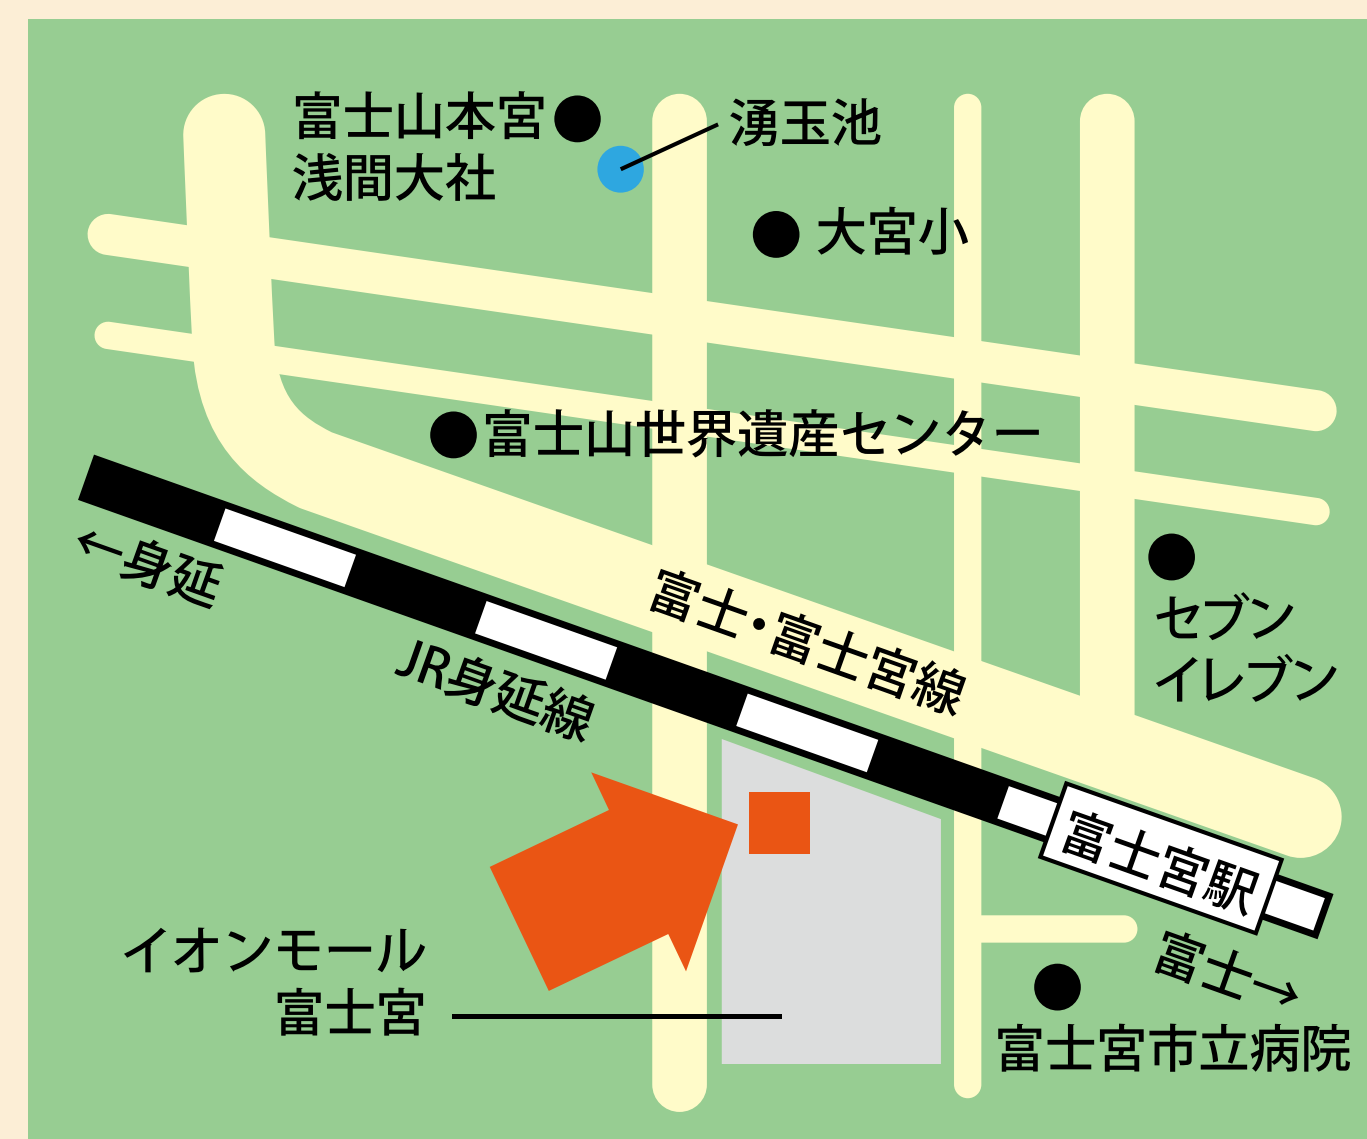 富士山本宮
浅間大社
湧玉池
大宮小
富士山世界遺産センター
←身延
JR身延線
富士・富士宮線
セブン
イレブン
富士宮駅
富士→
イオンモール
富士宮
富士宮市立病院